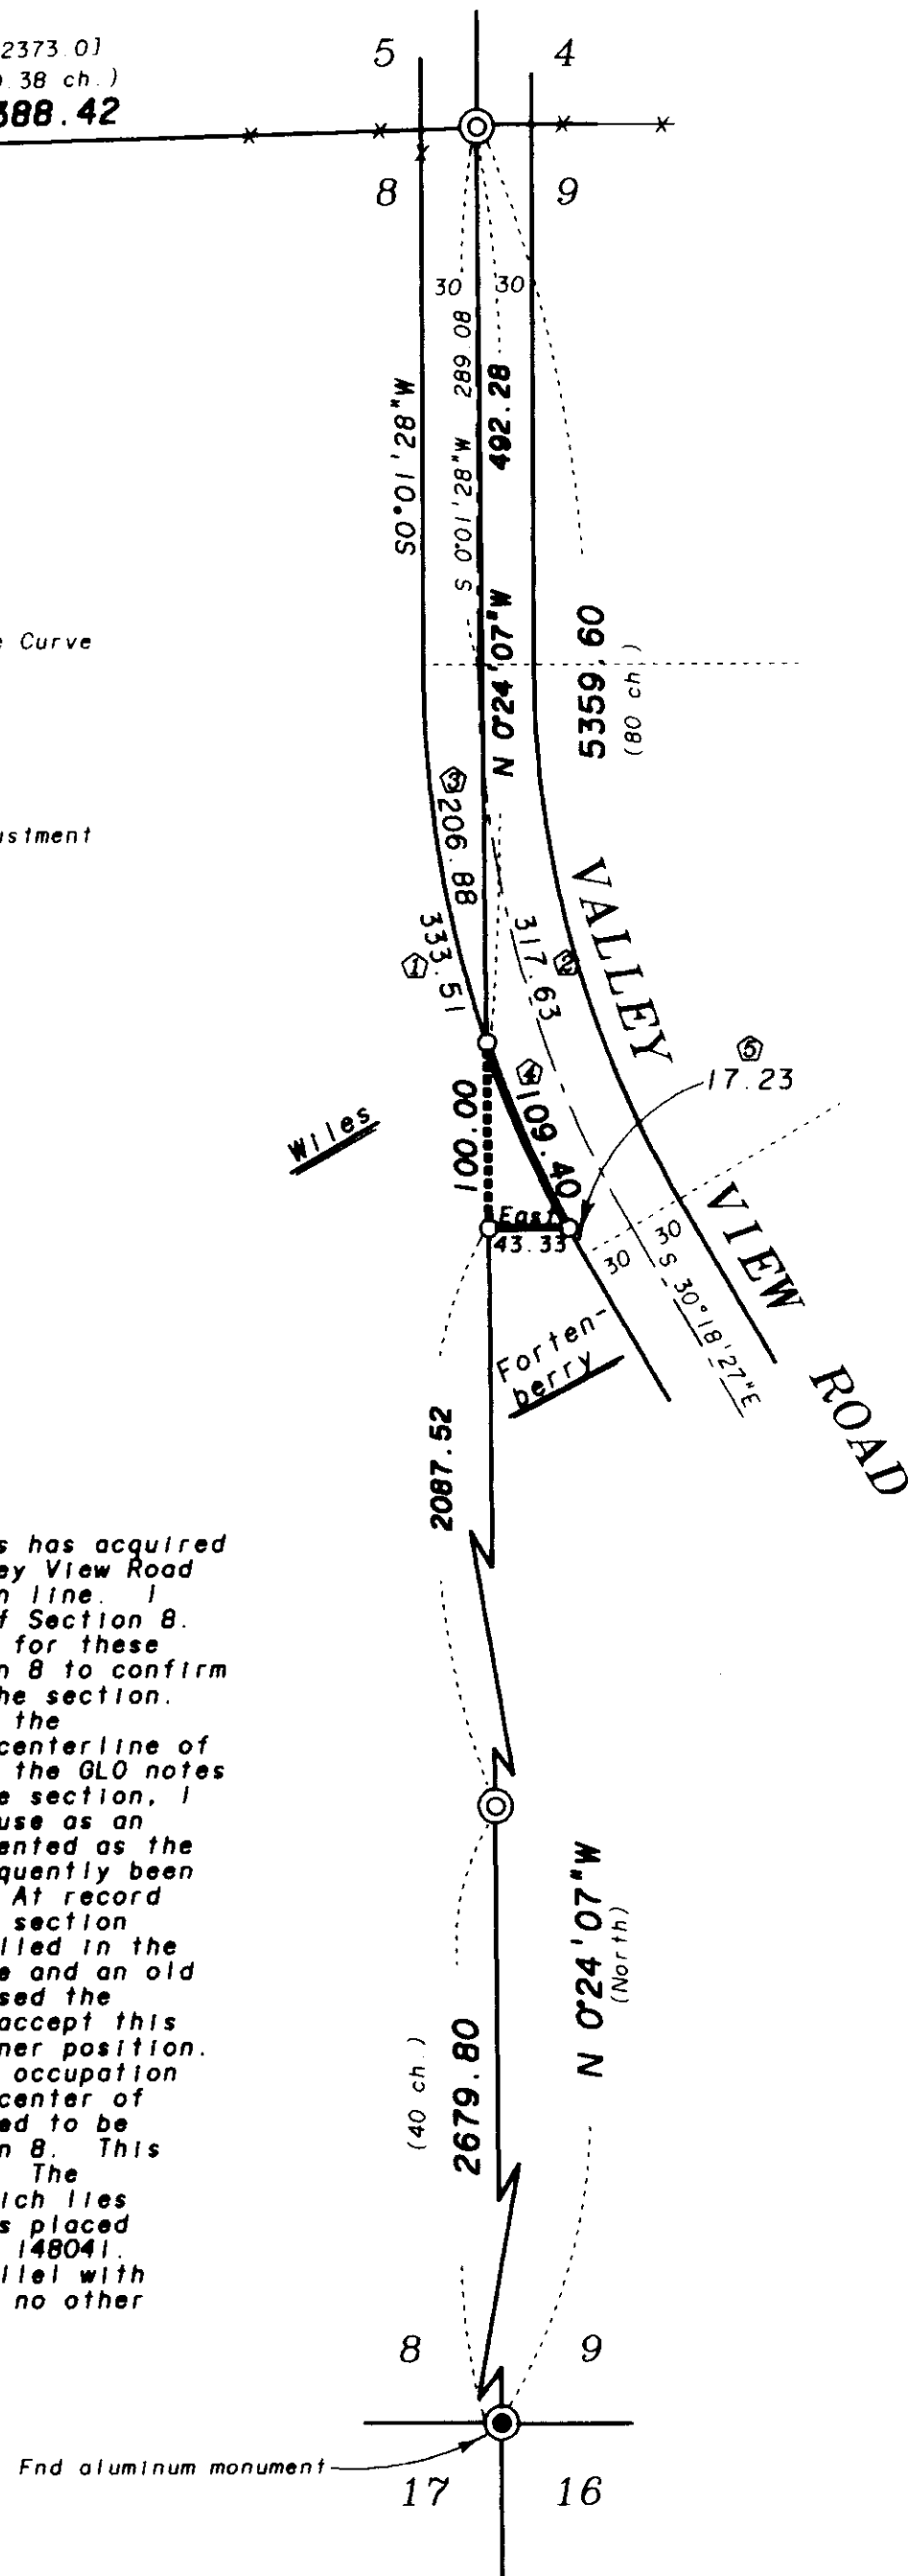 2373.0]
.38 ch.)
388.42
5
4
8
9
30
30
S0°01'28"W
S 0°01'28"W 289.08
492.28
N 0°24'07"W
5359.60
(80 ch.)
Curve
ustment
3
206.88
1
333.51
2
317.63
4
109.40
5
17.23
VALLEY
VIEW
ROAD
Wiles
100.00
East
43.33
30
30
S 30°18'27"E
Forten-
berry
2087.52
s has acquired
ey View Road
n line. I
f Section 8.
for these
n 8 to confirm
he section.
the
centerline of
the GLO notes
e section, I
use as an
ented as the
quently been
At record
section
lled in the
e and an old
sed the
accept this
ner position.
occupation
center of
ed to be
n 8. This
The
ich lies
s placed
148041.
llel with
no other
N 0°24'07"W
(North)
(40 ch.)
2679.80
8
9
Fnd aluminum monument
17
16